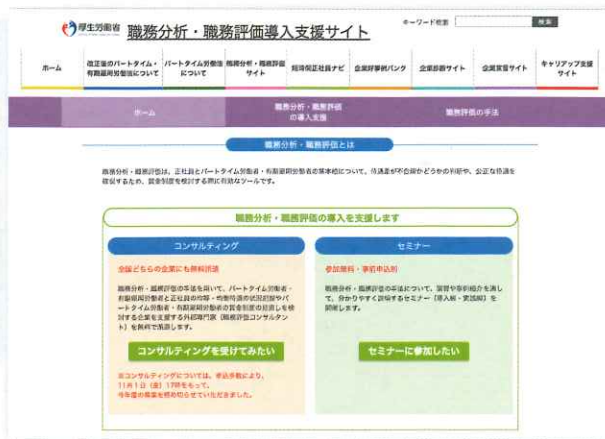 厚生労働省 職務分析・職務評価導入支援サイト
キーワード検索 検索
ホーム
改正後のパートタイム・
有期雇用労働法について
パートタイム労働法
について
職務分析・職務評価
サイト
短時間正社員ナビ
企業好事例バンク
企業診断サイト
企業宣言サイト
キャリアアップ支援
サイト
ホーム
職務分析・職務評価
の導入支援
職務評価の手法
職務分析・職務評価とは
職務分析・職務評価は、正社員とパートタイム労働者・有期雇用労働者の基本給について、待遇差が不合理かどうかの判断や、公正な待遇を
確保するため、賃金制度を検討する際に有効なツールです。
職務分析・職務評価の導入を支援します
コンサルティング
全国どちらの企業にも無料派遣
職務分析・職務評価の手法を用いて、パートタイム労働者・
有期雇用労働者と正社員の均等・均衡待遇の状況把握やパ
ートタイム労働者・有期雇用労働者の賃金制度の見直しを検
討する企業を支援する外部専門家（職務評価コンサルタン
ト）を無料で派遣します。
コンサルティングを受けてみたい
※コンサルティングについては、申込多数により、
11月1日（金）17時をもって、
今年度の募集を締め切らせていただきました。
セミナー
参加無料・事前申込制
職務分析・職務評価の手法について、演習や事例紹介を通し
て、分かりやすく説明するセミナー（導入編・実践編）を
開催します。
セミナーに参加したい